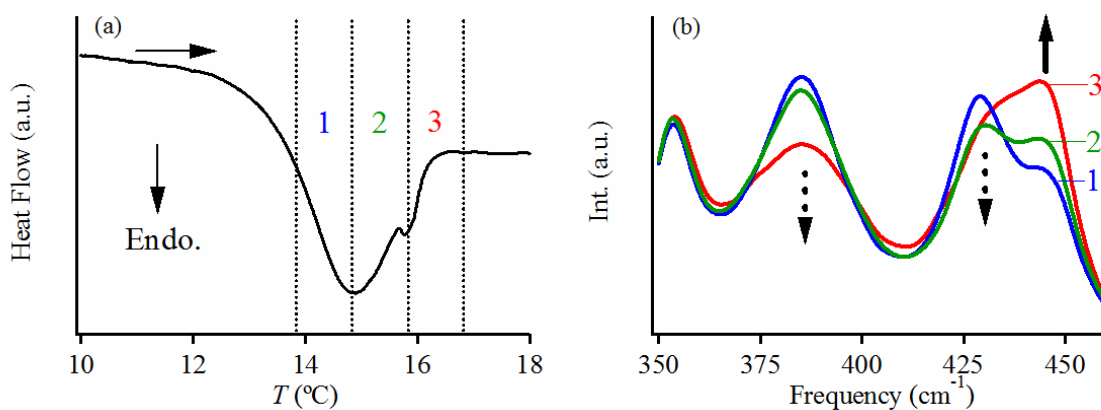 (a)
Heat Flow (a.u.)
1 2 3
Endo.
10 12 14 16 18
T (ºC)
(b)
Int. (a.u.)
3
2
1
350 375 400 425 450
Frequency (cm⁻¹)